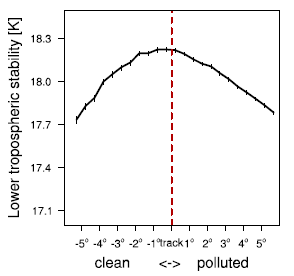 Lower tropospheric stability [K]
18.3
18.0
17.7
17.4
17.1
-5° -4° -3° -2° -1° track 1° 2° 3° 4° 5°
clean <-> polluted